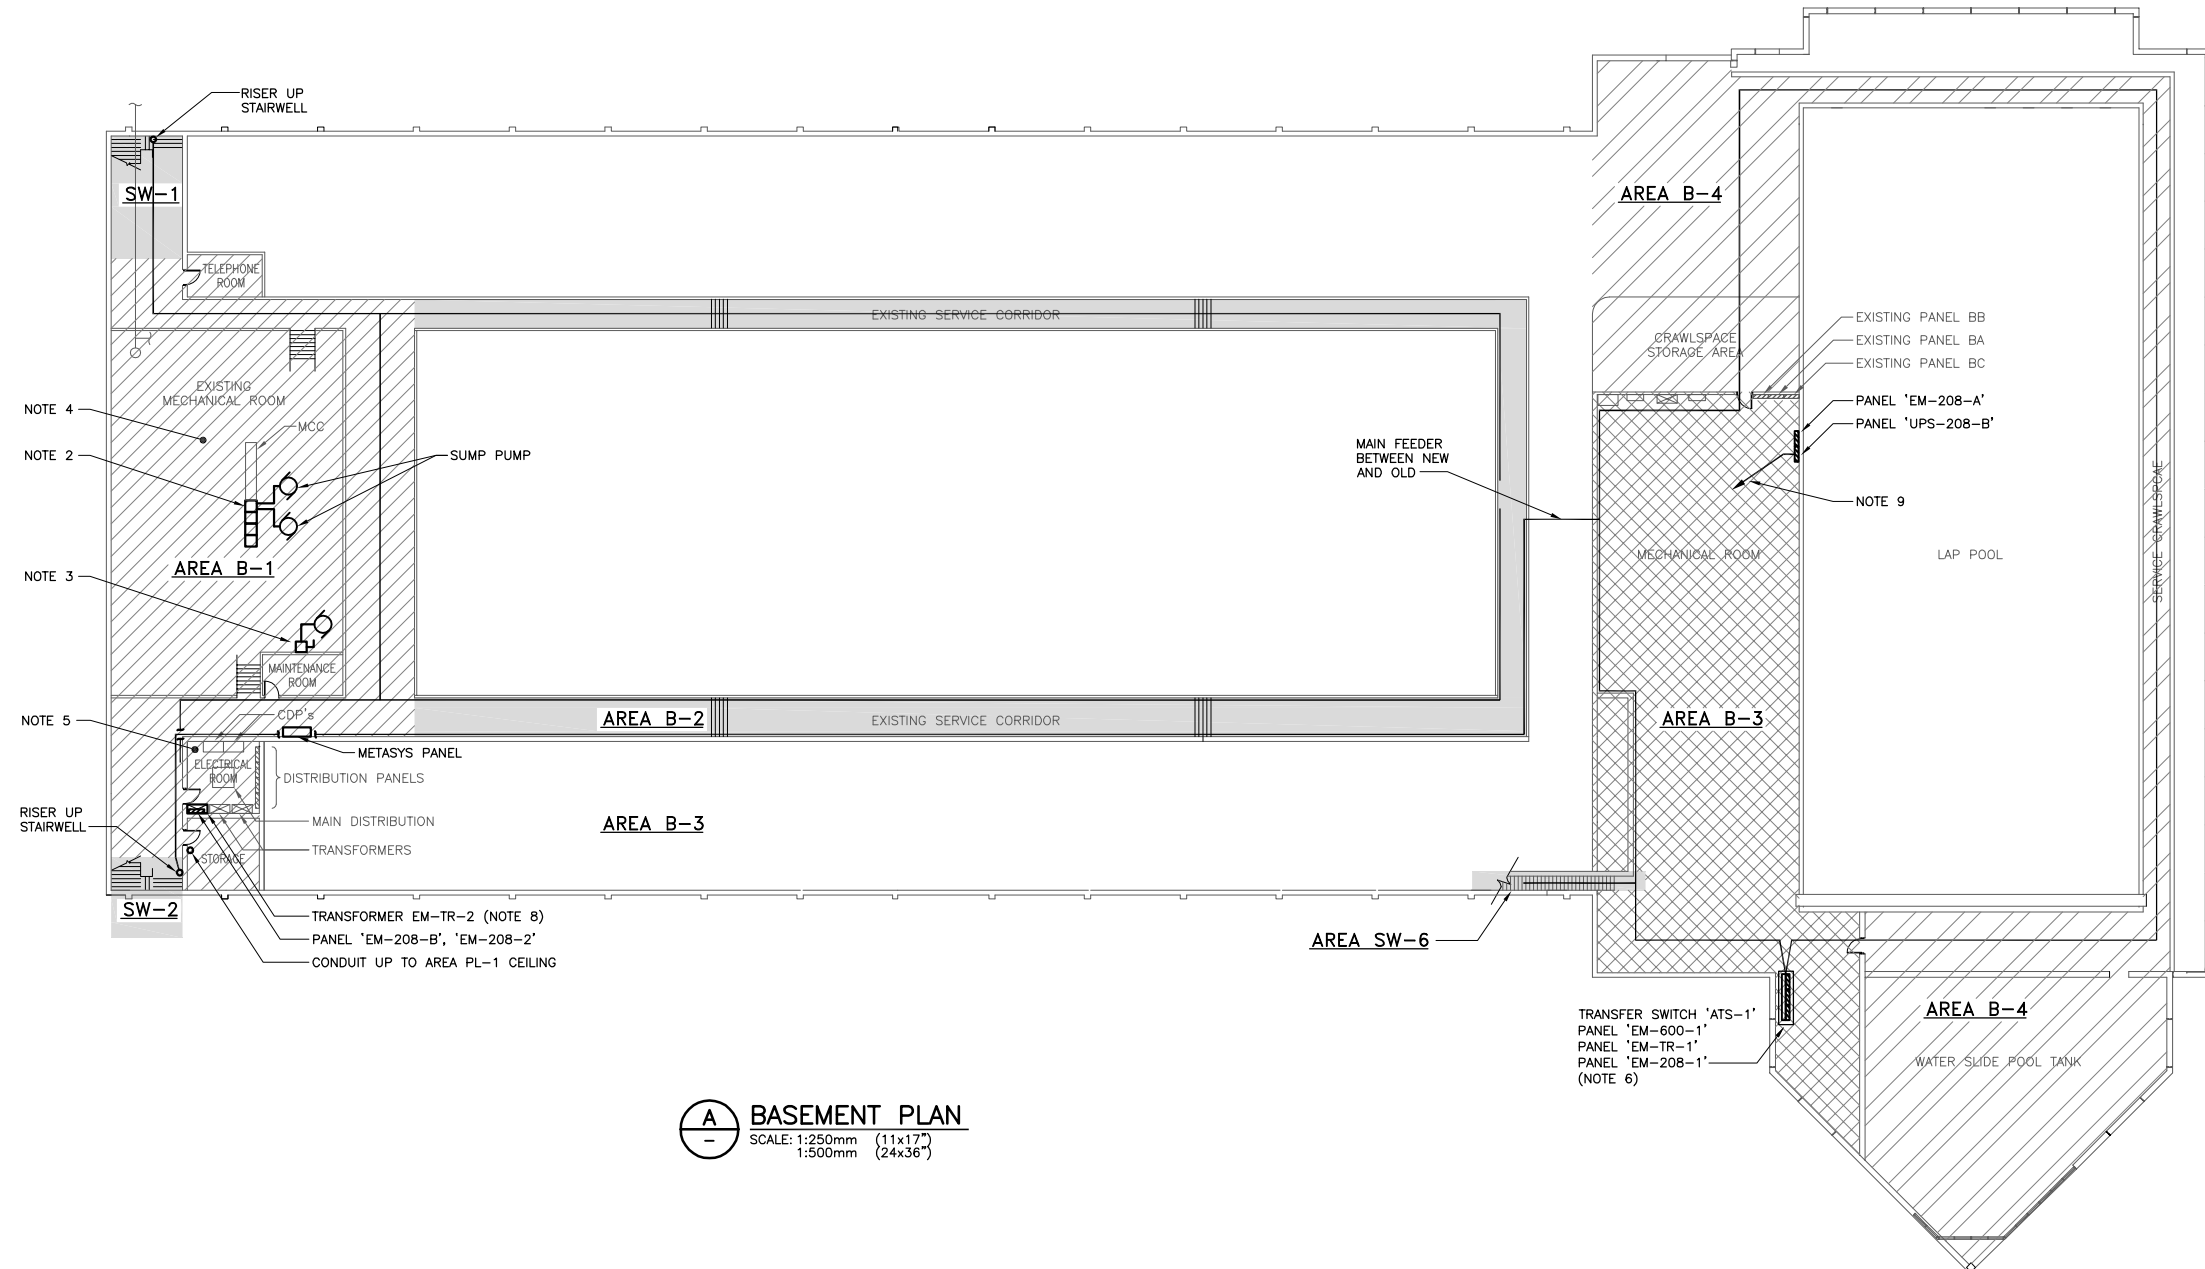 RISER UP
STAIRWELL
SW-1
AREA B-4
TELEPHONE
ROOM
EXISTING SERVICE CORRIDOR
EXISTING PANEL BB
CRAWLSPACE
STORAGE AREA
EXISTING PANEL BA
EXISTING PANEL BC
EXISTING
MECHANICAL ROOM
PANEL 'EM-208-A'
NOTE 4
MCC
PANEL 'UPS-208-B'
NOTE 2
SUMP PUMP
MAIN FEEDER
BETWEEN NEW
AND OLD
NOTE 9
SERVICE CRAWLSPCAE
MECHANICAL ROOM
LAP POOL
AREA B-1
NOTE 3
MAINTENANCE
ROOM
NOTE 5
CDP's
AREA B-2
EXISTING SERVICE CORRIDOR
AREA B-3
METASYS PANEL
ELECTRICAL
ROOM
DISTRIBUTION PANELS
RISER UP
STAIRWELL
MAIN DISTRIBUTION
AREA B-3
TRANSFORMERS
STORAGE
SW-2
TRANSFORMER EM-TR-2 (NOTE 8)
PANEL 'EM-208-B', 'EM-208-2'
CONDUIT UP TO AREA PL-1 CEILING
AREA SW-6
TRANSFER SWITCH 'ATS-1'
PANEL 'EM-600-1'
PANEL 'EM-TR-1'
PANEL 'EM-208-1'
(NOTE 6)
AREA B-4
WATER SLIDE POOL TANK
A
-
BASEMENT PLAN
SCALE: 1:250mm (11x17")
1:500mm (24x36")